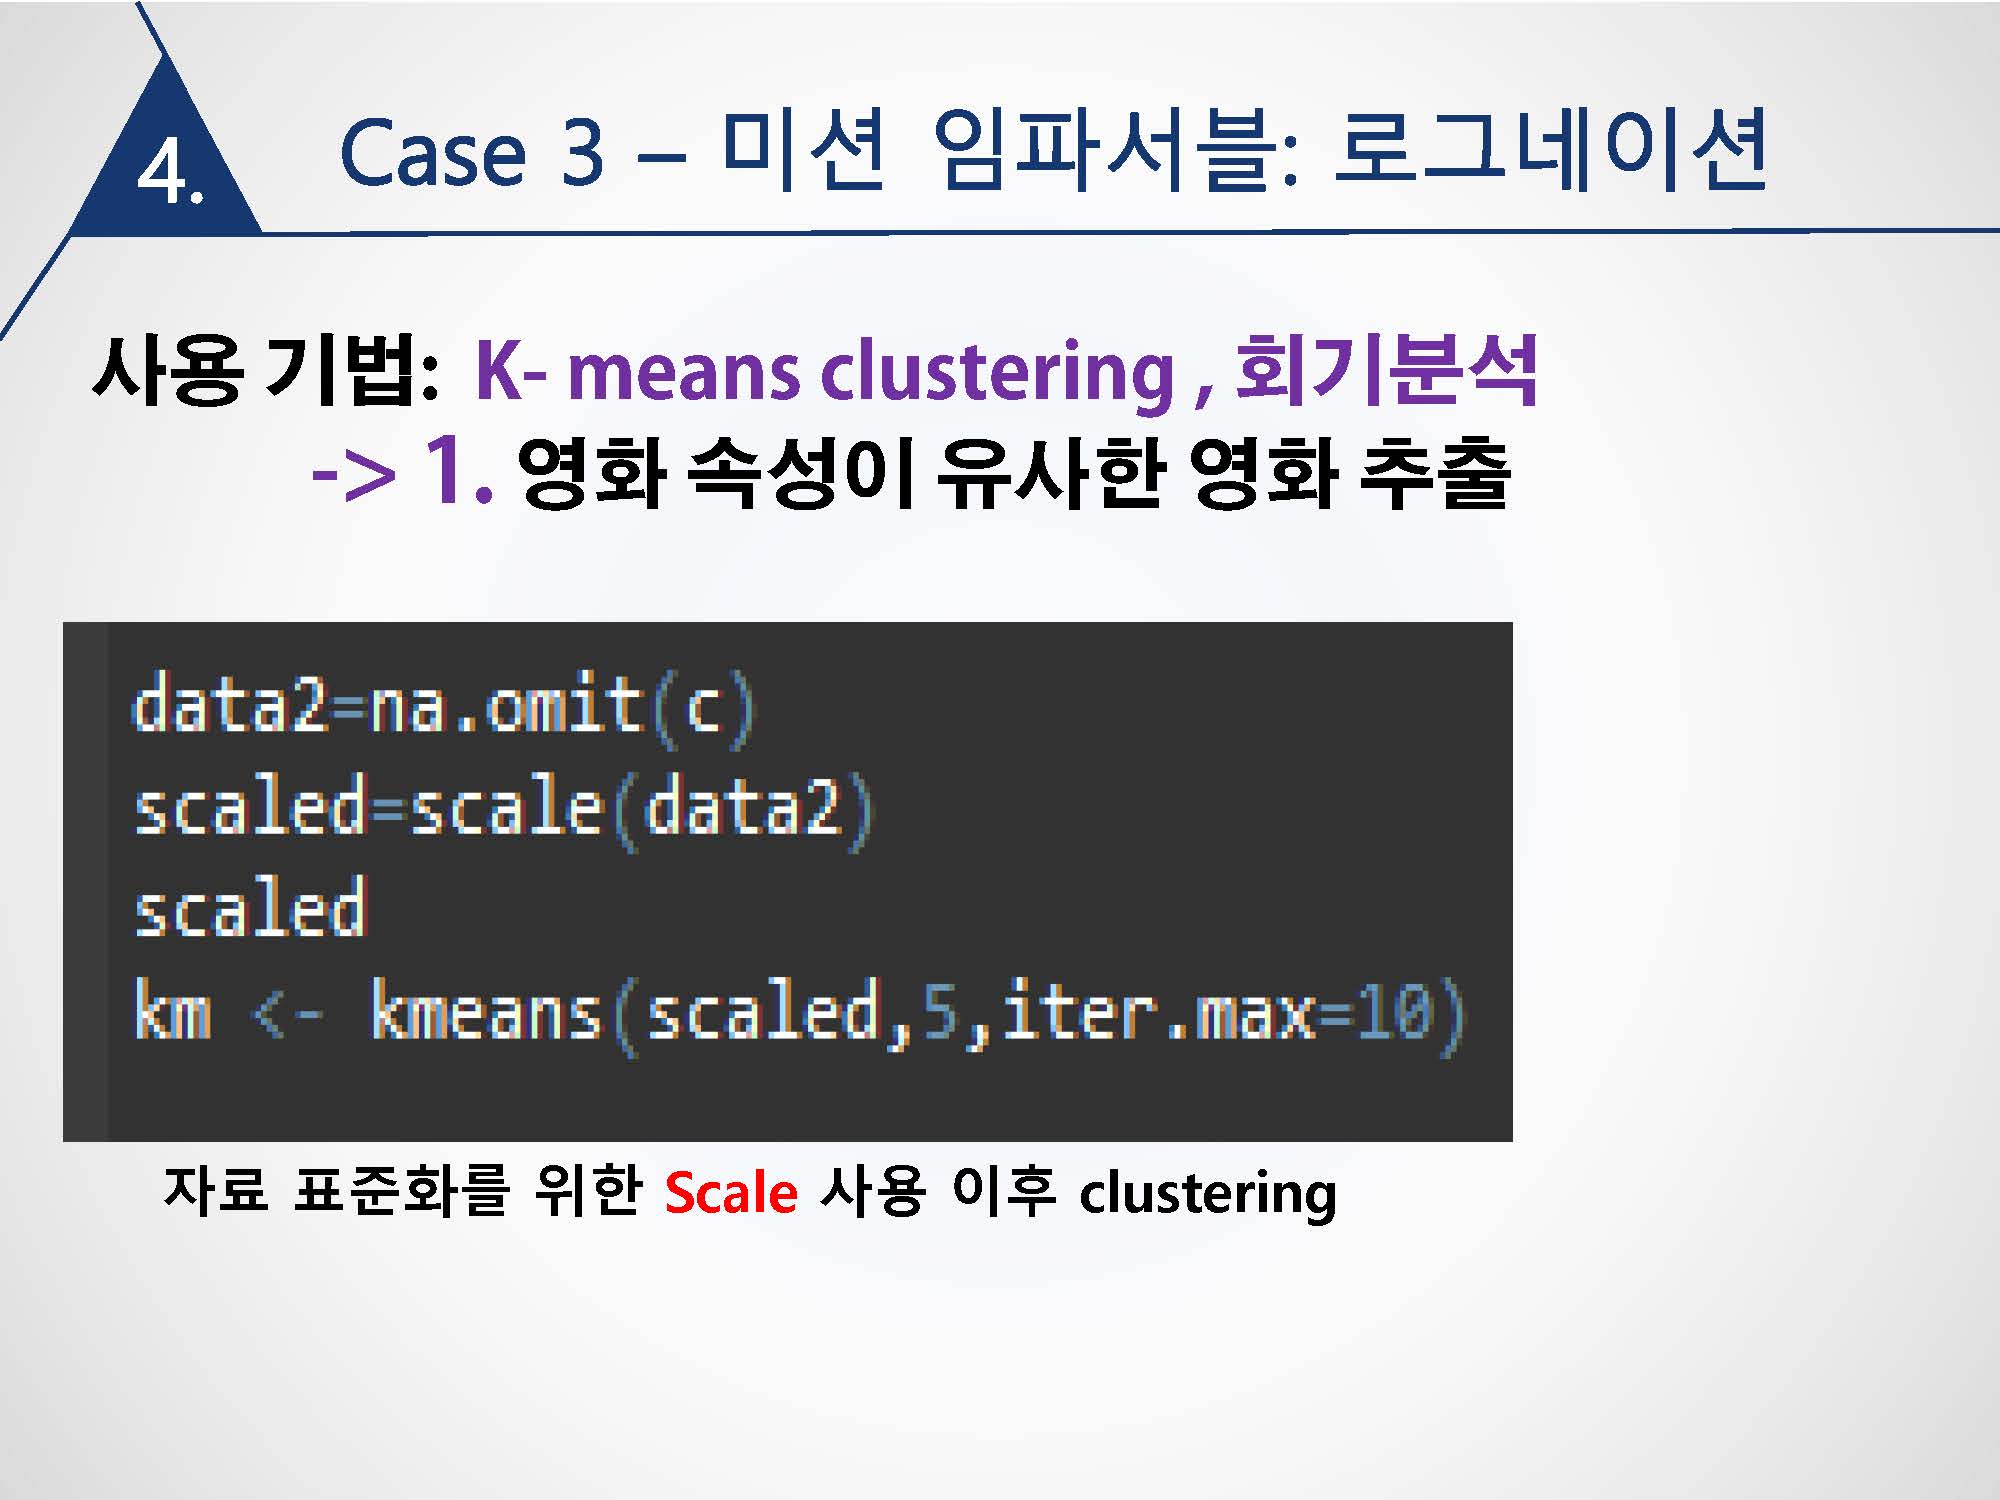 4.
Case 3 – 미션 임파서블: 로그네이션
사용 기법: K- means clustering , 회기분석
-> 1. 영화 속성이 유사한 영화 추출
data2=na.omit(c)
scaled=scale(data2)
scaled
km <- kmeans(scaled,5,iter.max=10)
자료 표준화를 위한 Scale 사용 이후 clustering